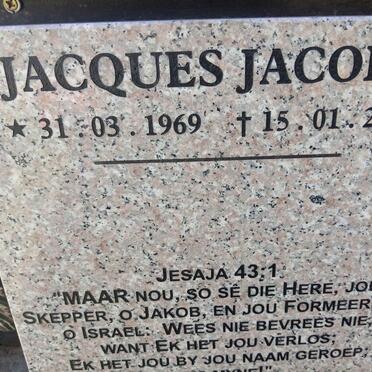 JACQUES JACO
★ 31 . 03 . 1969 † 15 . 01 . 2
JESAJA 43:1
"MAAR NOU, SO SÊ DIE HERE, JOU
SKEPPER, O JAKOB, EN JOU FORMEER
O ISRAEL: WEES NIE BEVREES NIE,
WANT EK HET JOU VERLOS;
EK HET JOU BY JOU NAAM GEROEP;